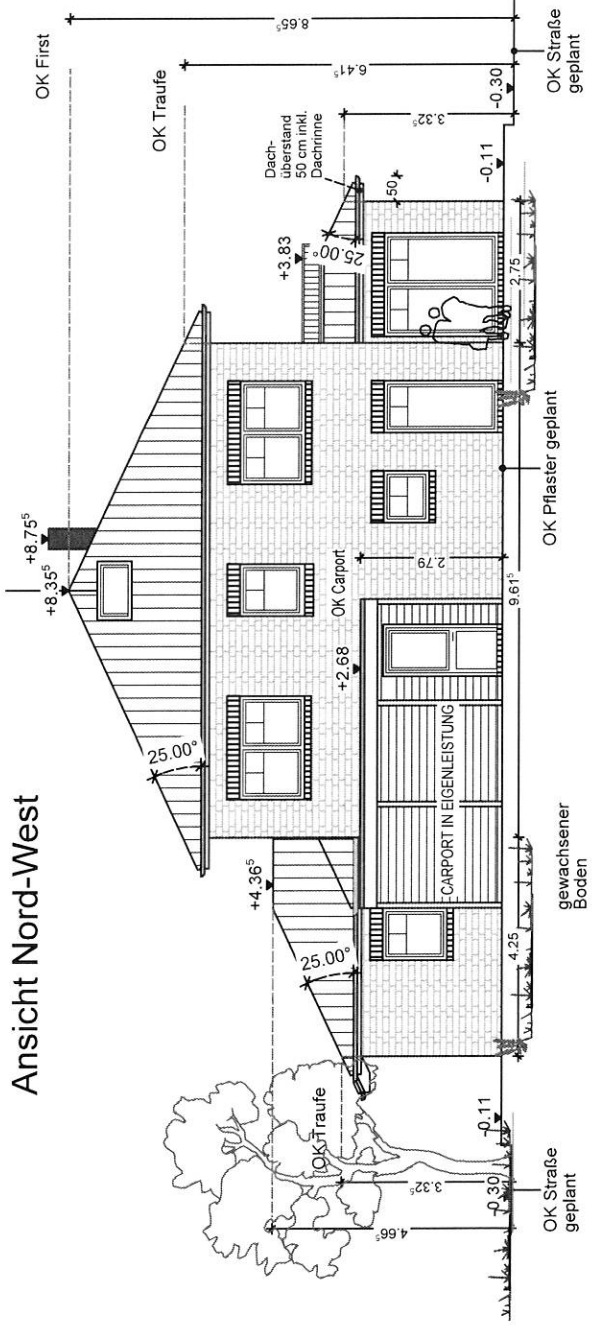 Ansicht Nord-West
OK First
+8.75⁵
+8.35⁵
8.65⁵
OK Traufe
6.41⁵
25.00°
+4.36⁵
25.00°
+3.83
25.00°
Dach-
überstand
50 cm inkl.
Dachrinne
3.32⁵
50
OK Carport
+2.68
2.79
CARPORT IN EIGENLEISTUNG
OK Traufe
4.66⁵
3.32⁵
-0.30
-0.11
OK Straße
geplant
4.25
gewachsener
Boden
9.61⁵
OK Pflaster geplant
2.75
-0.11
-0.30
OK Straße
geplant